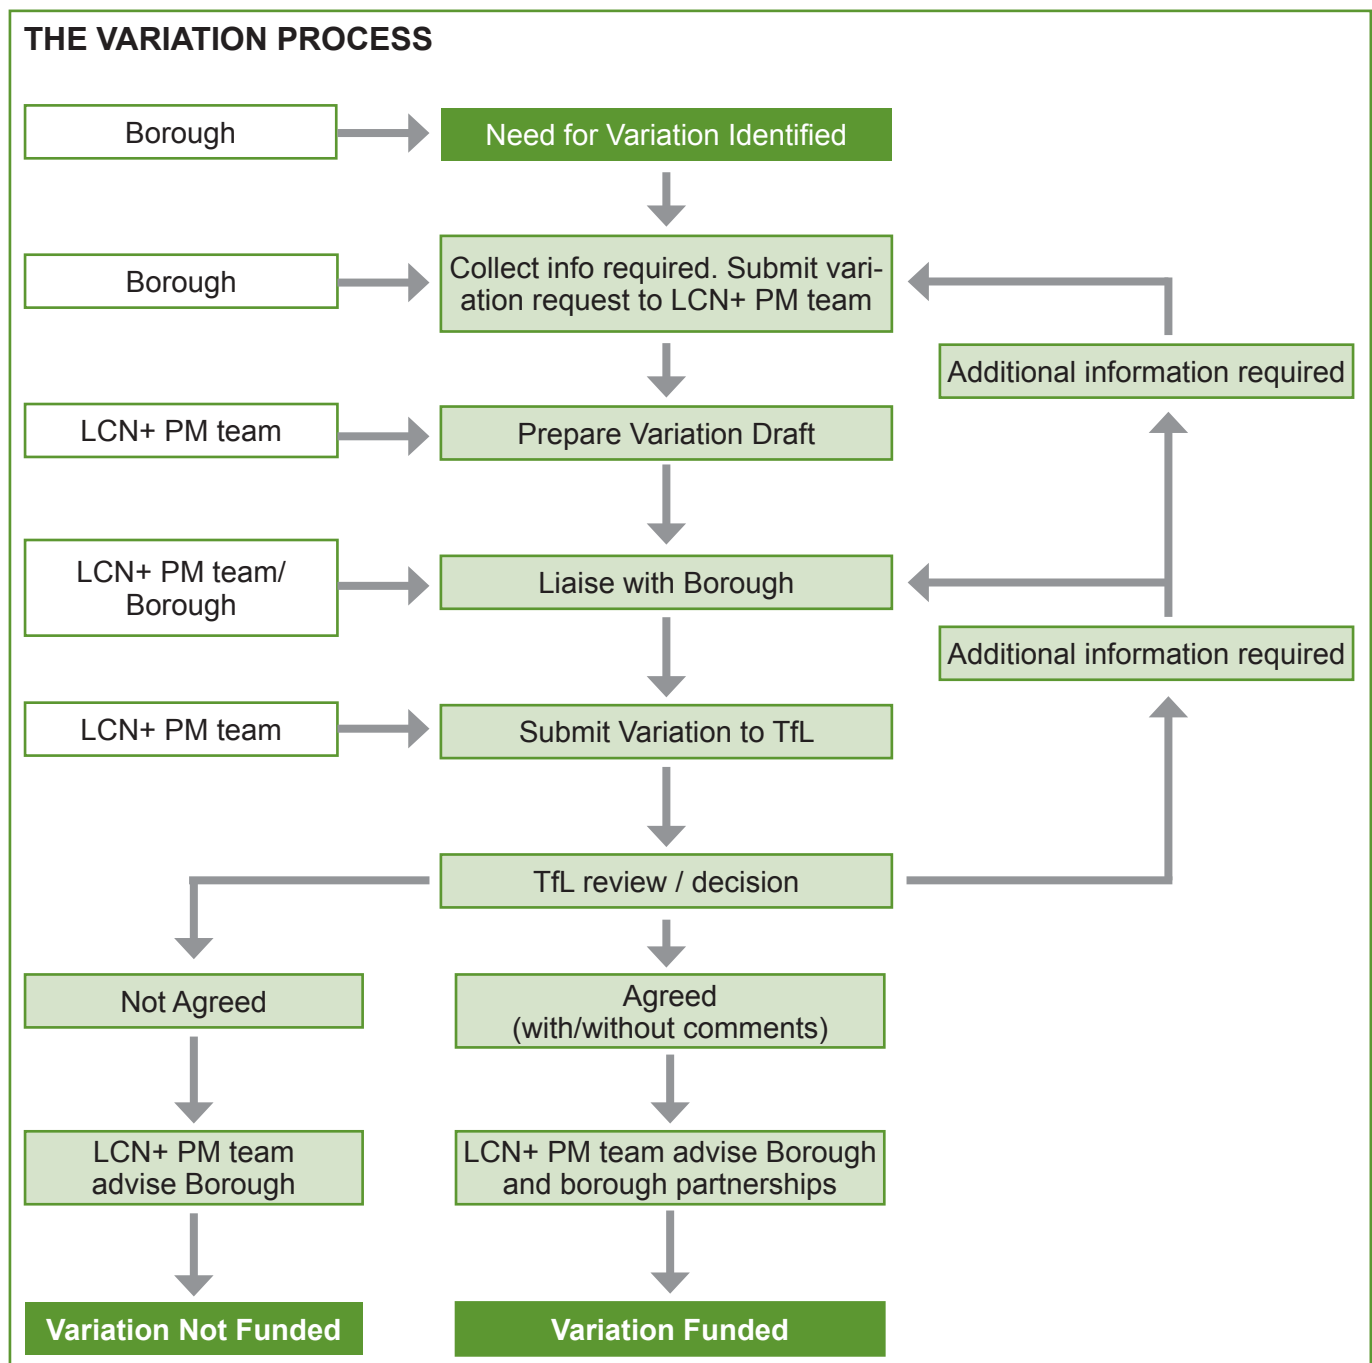 THE VARIATION PROCESS
Borough
Need for Variation Identified
Borough
Collect info required. Submit vari-
ation request to LCN+ PM team
Additional information required
LCN+ PM team
Prepare Variation Draft
LCN+ PM team/
Borough
Liaise with Borough
Additional information required
LCN+ PM team
Submit Variation to TfL
TfL review / decision
Not Agreed
Agreed
(with/without comments)
LCN+ PM team
advise Borough
LCN+ PM team advise Borough
and borough partnerships
Variation Not Funded
Variation Funded